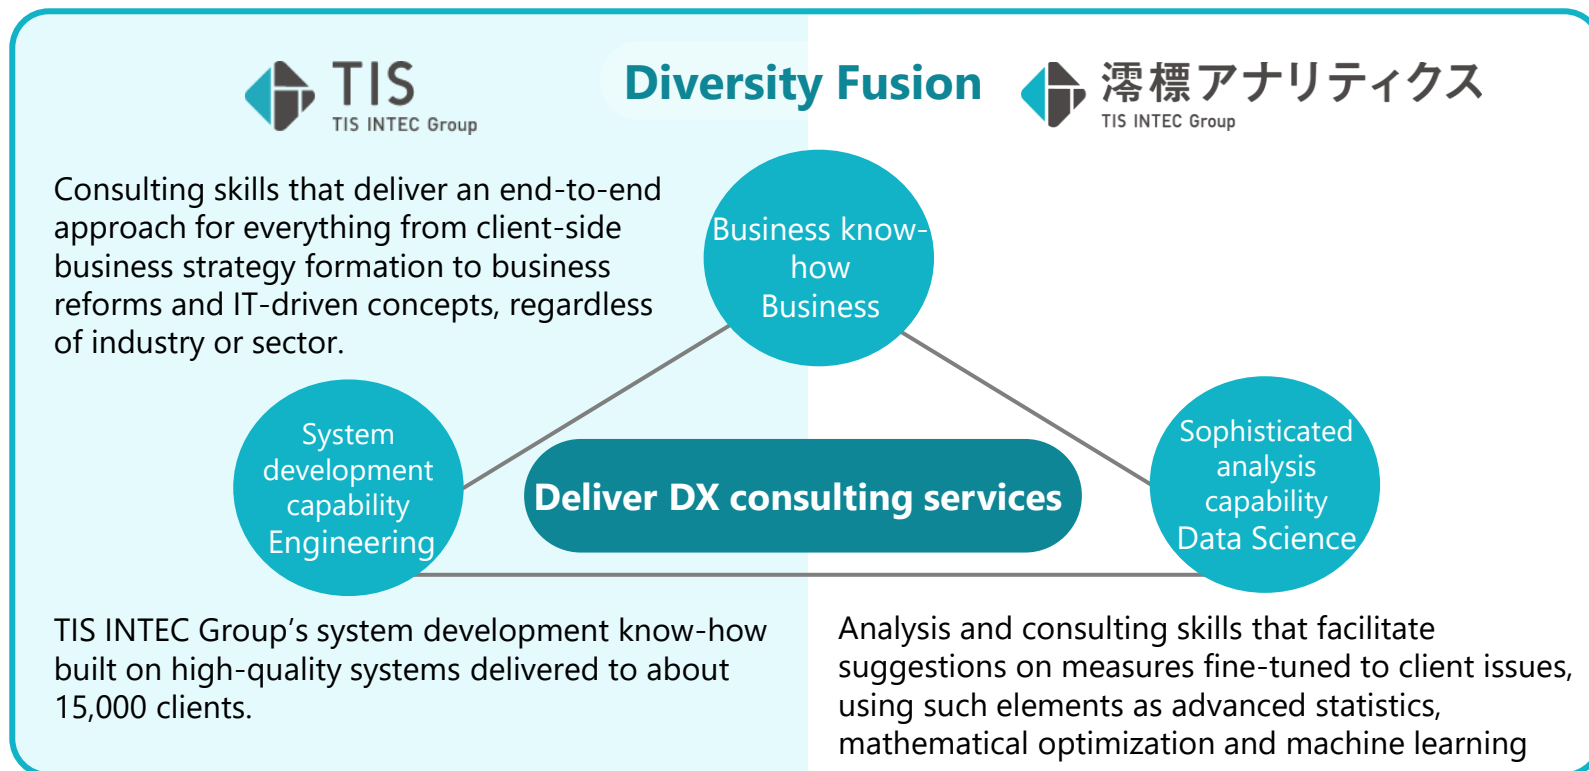 TIS
TIS INTEC Group
Diversity Fusion
澪標アナリティクス
TIS INTEC Group
Consulting skills that deliver an end-to-end
approach for everything from client-side
business strategy formation to business
reforms and IT-driven concepts, regardless
of industry or sector.
Business know-
how
Business
System
development
capability
Engineering
Deliver DX consulting services
Sophisticated
analysis
capability
Data Science
TIS INTEC Group’s system development know-how
built on high-quality systems delivered to about
15,000 clients.
Analysis and consulting skills that facilitate
suggestions on measures fine-tuned to client issues,
using such elements as advanced statistics,
mathematical optimization and machine learning